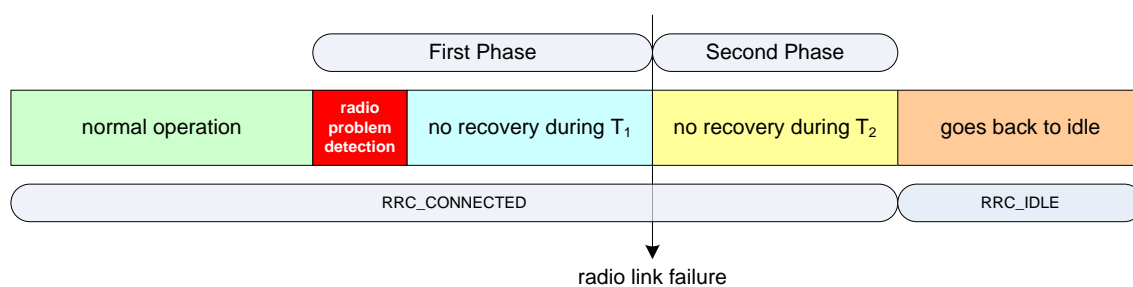 First Phase
Second Phase
normal operation
radio
problem
detection
no recovery during T₁
no recovery during T₂
goes back to idle
RRC_CONNECTED
RRC_IDLE
radio link failure